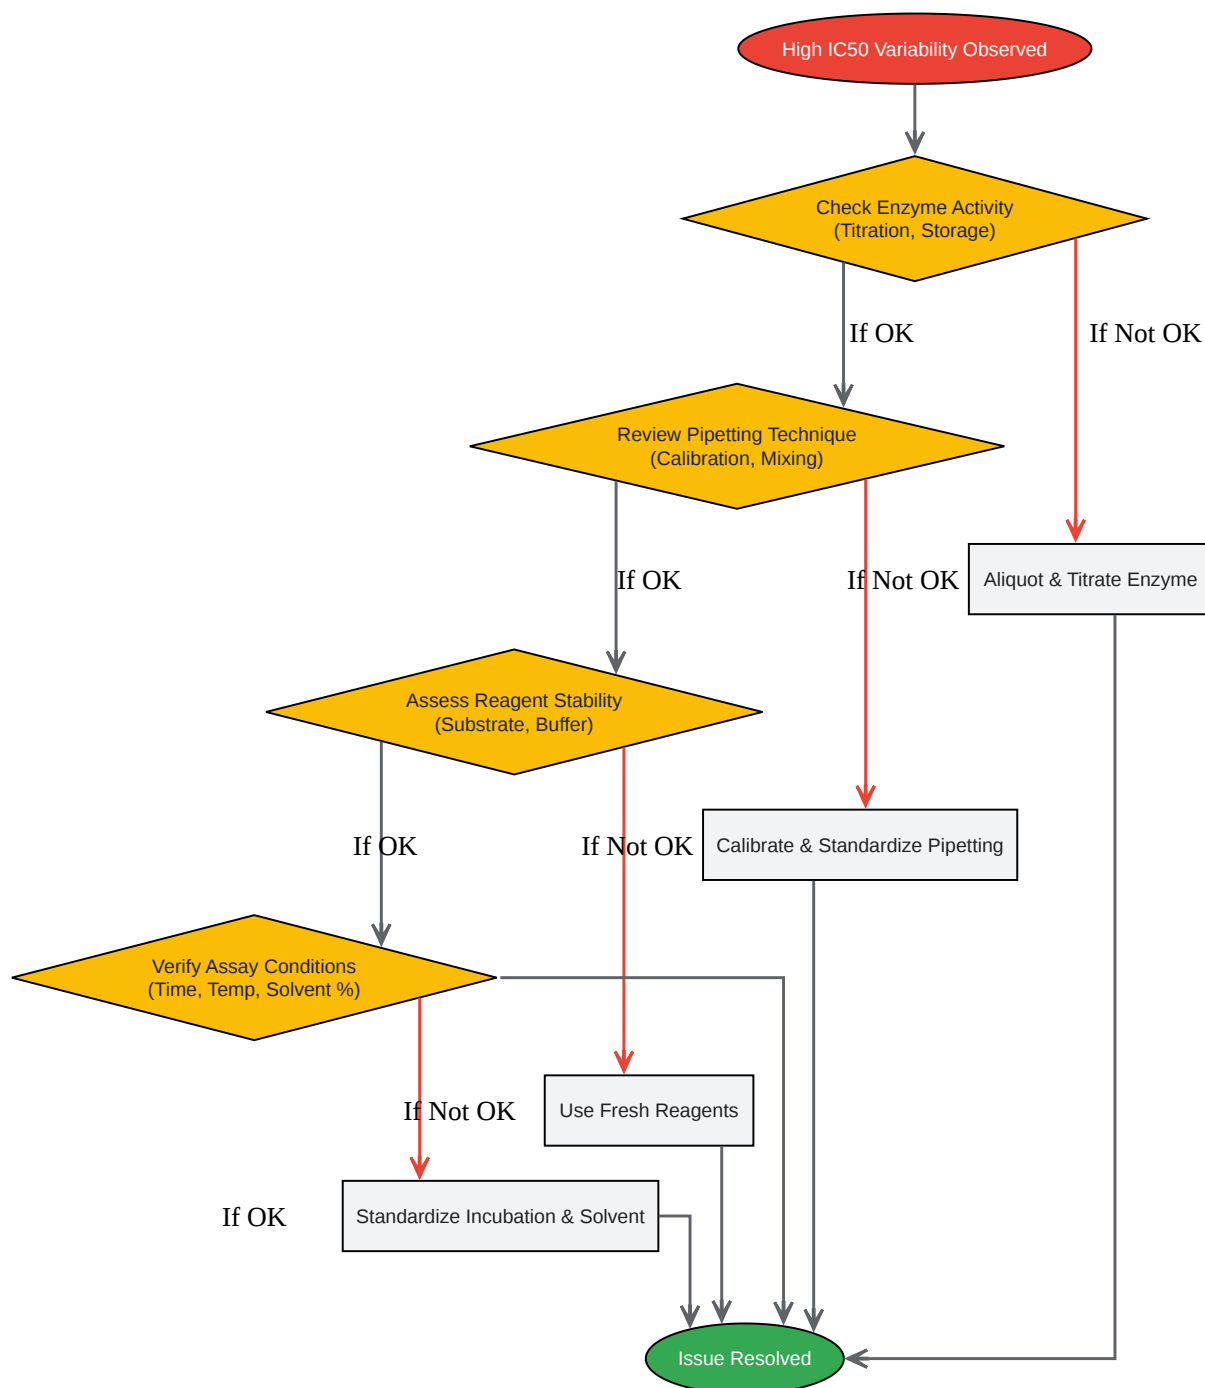 High IC50 Variability Observed
Check Enzyme Activity
(Titration, Storage)
If OK
If Not OK
Review Pipetting Technique
(Calibration, Mixing)
If OK
If Not OK
Aliquot & Titrate Enzyme
Assess Reagent Stability
(Substrate, Buffer)
If OK
If Not OK
Calibrate & Standardize Pipetting
Verify Assay Conditions
(Time, Temp, Solvent %)
If Not OK
Use Fresh Reagents
If OK
Standardize Incubation & Solvent
Issue Resolved